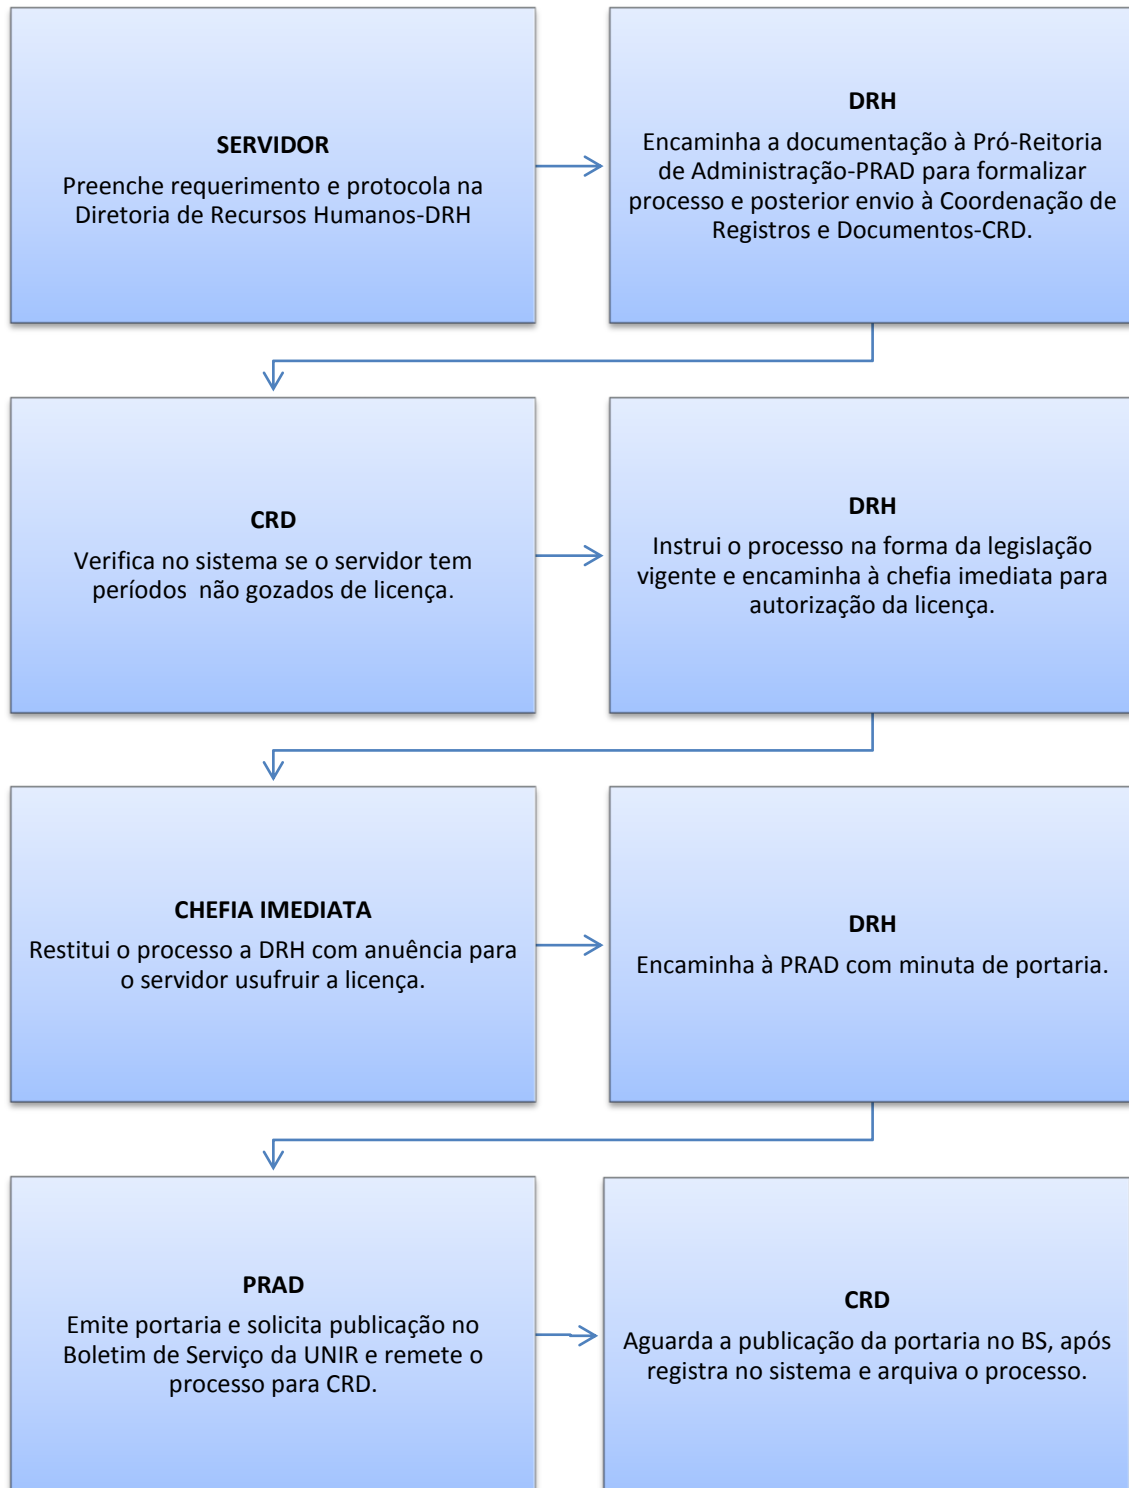 SERVIDOR
Preenche requerimento e protocola na
Diretoria de Recursos Humanos-DRH
DRH
Encaminha a documentação à Pró-Reitoria
de Administração-PRAD para formalizar
processo e posterior envio à Coordenação de
Registros e Documentos-CRD.
CRD
Verifica no sistema se o servidor tem
períodos  não gozados de licença.
DRH
Instrui o processo na forma da legislação
vigente e encaminha à chefia imediata para
autorização da licença.
CHEFIA IMEDIATA
Restitui o processo a DRH com anuência para
o servidor usufruir a licença.
DRH
Encaminha à PRAD com minuta de portaria.
PRAD
Emite portaria e solicita publicação no
Boletim de Serviço da UNIR e remete o
processo para CRD.
CRD
Aguarda a publicação da portaria no BS, após
registra no sistema e arquiva o processo.